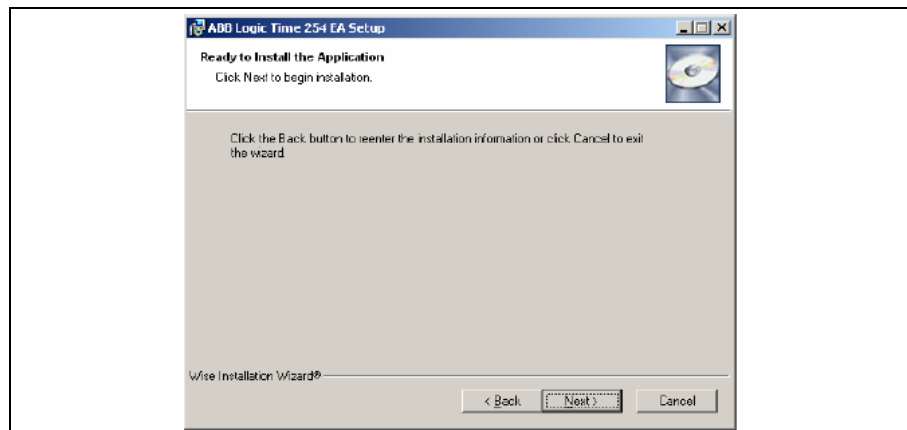 ABB Logic Time 254 EA Setup
Ready to Install the Application
Click Next to begin installation.
Click the Back button to reenter the installation information or click Cancel to exit
the wizard.
Wise Installation Wizard®
< Back
Next >
Cancel